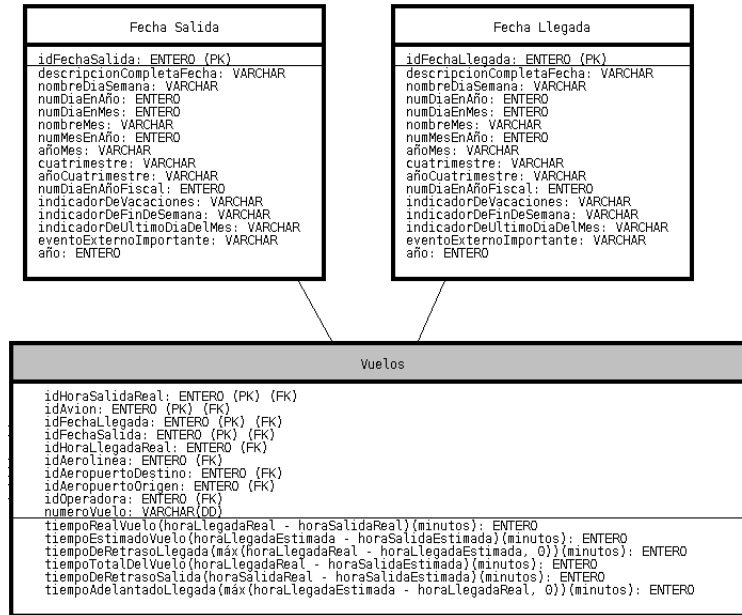 Fecha Salida
idFechaSalida: ENTERO (PK)
descripcionCompletaFecha: VARCHAR
nombreDiaSemana: VARCHAR
numDiaEnAño: ENTERO
numDiaEnMes: ENTERO
nombreMes: VARCHAR
numMesEnAño: ENTERO
añoMes: VARCHAR
cuatrimestre: VARCHAR
añoCuatrimestre: VARCHAR
numDiaEnAñoFiscal: ENTERO
indicadorDeVacaciones: VARCHAR
indicadorDeFinDeSemana: VARCHAR
indicadorDeUltimoDiaDelMes: VARCHAR
eventoExternoImportante: VARCHAR
año: ENTERO
Fecha Llegada
idFechaLlegada: ENTERO (PK)
descripcionCompletaFecha: VARCHAR
nombreDiaSemana: VARCHAR
numDiaEnAño: ENTERO
numDiaEnMes: ENTERO
nombreMes: VARCHAR
numMesEnAño: ENTERO
añoMes: VARCHAR
cuatrimestre: VARCHAR
añoCuatrimestre: VARCHAR
numDiaEnAñoFiscal: ENTERO
indicadorDeVacaciones: VARCHAR
indicadorDeFinDeSemana: VARCHAR
indicadorDeUltimoDiaDelMes: VARCHAR
eventoExternoImportante: VARCHAR
año: ENTERO
Vuelos
idHoraSalidaReal: ENTERO (PK) (FK)
idAvion: ENTERO (PK) (FK)
idFechaLlegada: ENTERO (PK) (FK)
idFechaSalida: ENTERO (PK) (FK)
idHoraLlegadaReal: ENTERO (FK)
idAerolinea: ENTERO (FK)
idAeropuertoDestino: ENTERO (FK)
idAeropuertoOrigen: ENTERO (FK)
idOperadora: ENTERO (FK)
numeroVuelo: VARCHAR(DD)
tiempoRealVuelo(horaLlegadaReal - horaSalidaReal)(minutos): ENTERO
tiempoEstimadoVuelo(horaLlegadaEstimada - horaSalidaEstimada)(minutos): ENTERO
tiempoDeRetrasoLlegada(máx(horaLlegadaReal - horaLlegadaEstimada, 0))(minutos): ENTERO
tiempoTotalDelVuelo(horaLlegadaReal - horaSalidaEstimada)(minutos): ENTERO
tiempoDeRetrasoSalida(horaSalidaReal - horaSalidaEstimada)(minutos): ENTERO
tiempoAdelantadoLlegada(máx(horaLlegadaEstimada - horaLlegadaReal, 0))(minutos): ENTERO